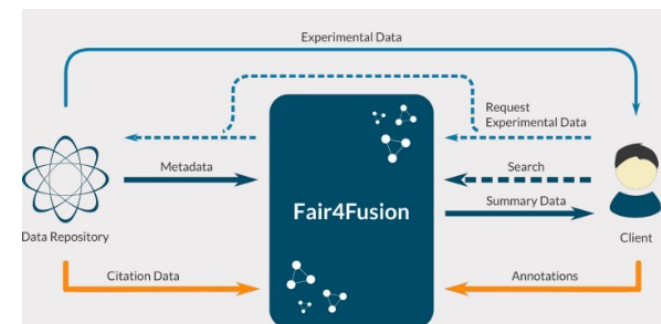 Experimental Data
Request
Experimental Data
Metadata
Search
Fair4Fusion
Summary Data
Data Repository
Client
Citation Data
Annotations